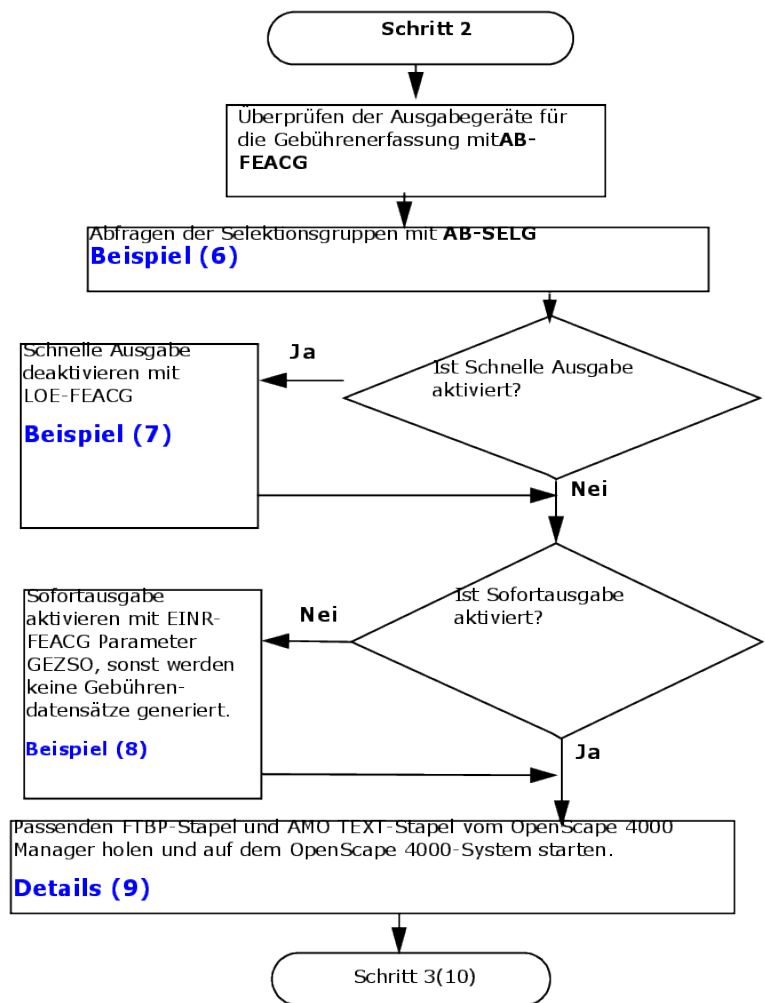 Schritt 2
Überprüfen der Ausgabegeräte für
die Gebührenerfassung mitAB-
FEACG
Abfragen der Selektionsgruppen mit AB-SELG
Beispiel (6)
Ist Schnelle Ausgabe
aktiviert?
Ja
Schnelle Ausgabe
deaktivieren mit
LOE-FEACG
Beispiel (7)
Nei
Ist Sofortausgabe
aktiviert?
Nei
Sofortausgabe
aktivieren mit EINR-
FEACG Parameter
GEZSO, sonst werden
keine Gebühren-
datensätze generiert.
Beispiel (8)
Ja
Passenden FTBP-Stapel und AMO TEXT-Stapel vom OpenScape 4000
Manager holen und auf dem OpenScape 4000-System starten.
Details (9)
Schritt 3(10)